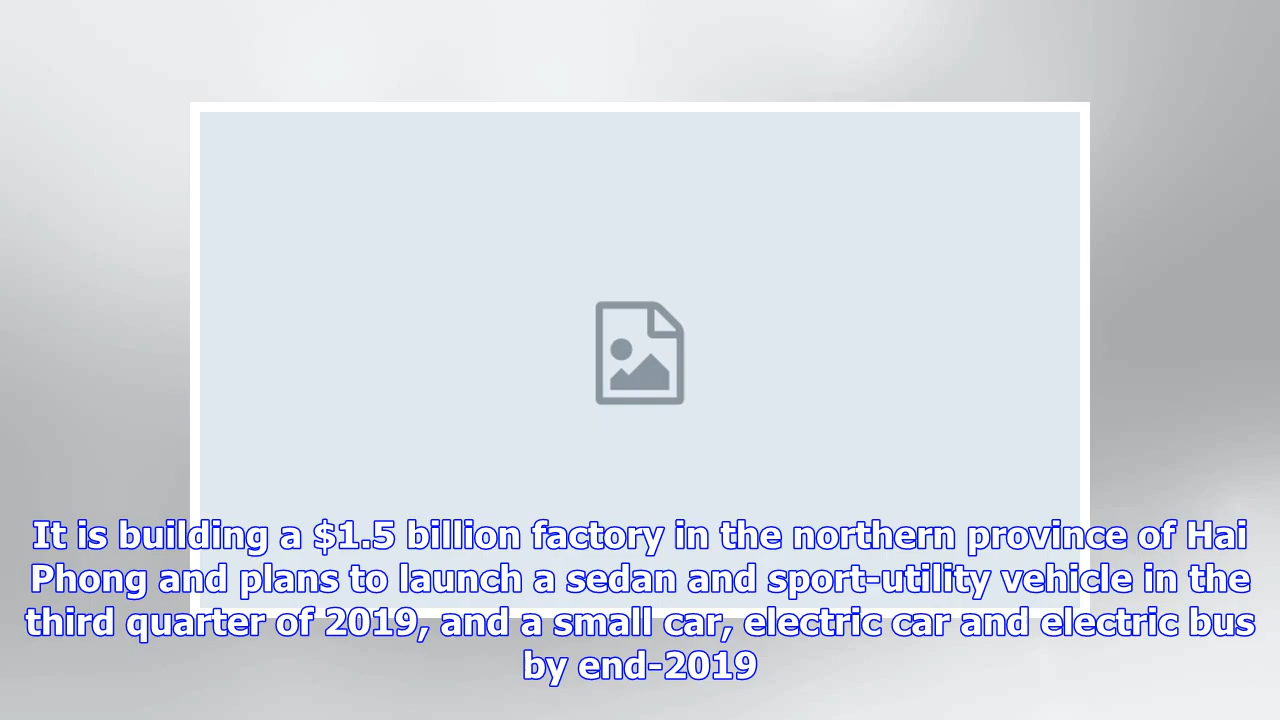 It is building a $1.5 billion factory in the northern province of Hai
Phong and plans to launch a sedan and sport-utility vehicle in the
third quarter of 2019, and a small car, electric car and electric bus
by end-2019